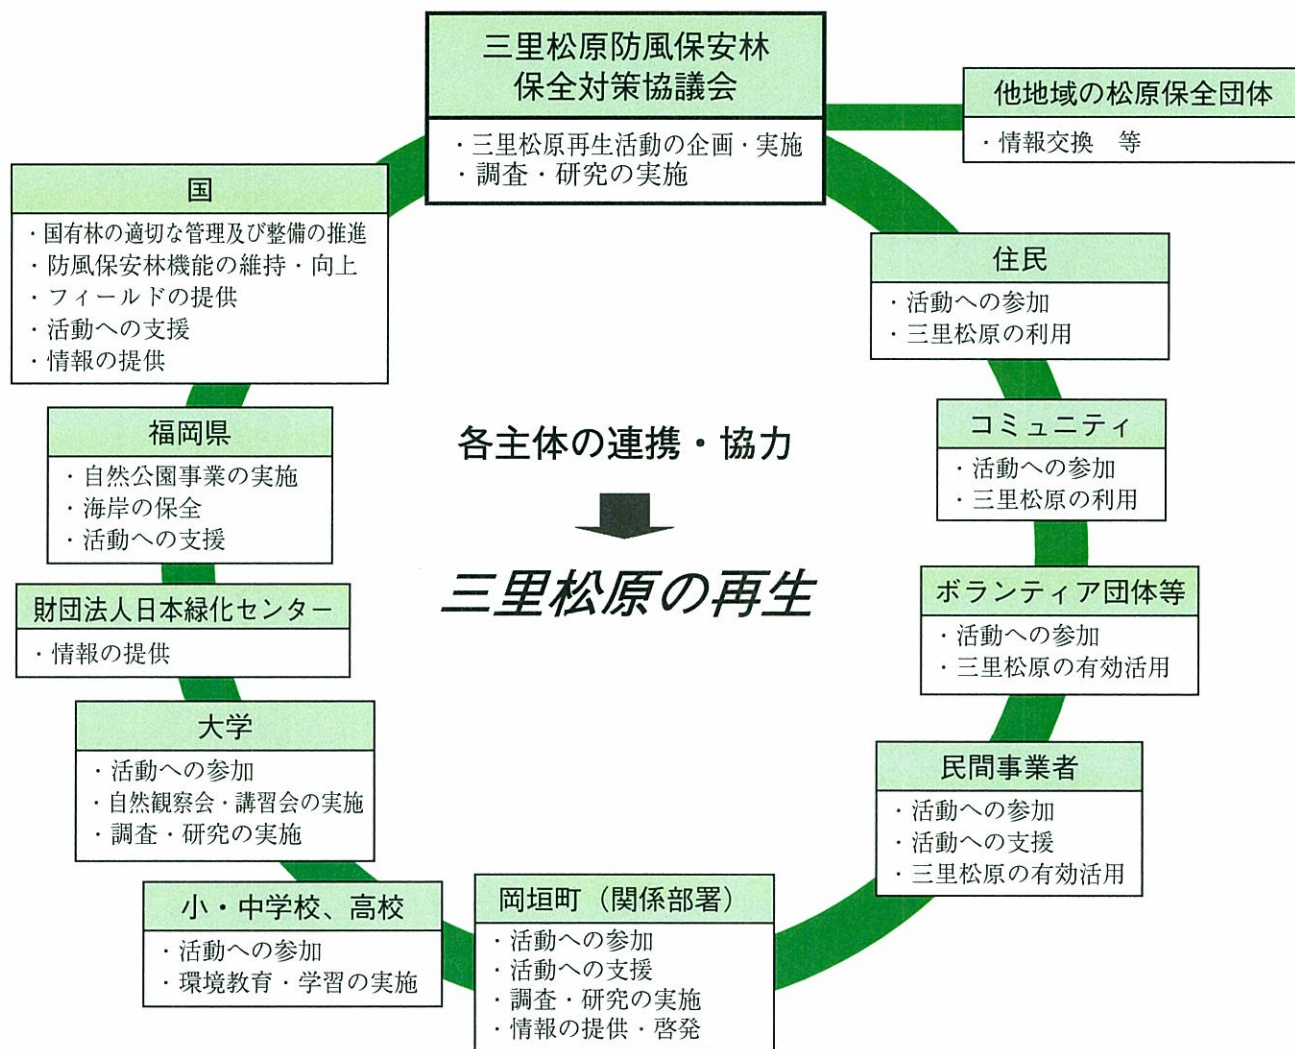 三里松原防風保安林
保全対策協議会
・三里松原再生活動の企画・実施
・調査・研究の実施
他地域の松原保全団体
・情報交換　等
国
・国有林の適切な管理及び整備の推進
・防風保安林機能の維持・向上
・フィールドの提供
・活動への支援
・情報の提供
住民
・活動への参加
・三里松原の利用
福岡県
・自然公園事業の実施
・海岸の保全
・活動への支援
コミュニティ
・活動への参加
・三里松原の利用
各主体の連携・協力
三里松原の再生
財団法人日本緑化センター
・情報の提供
ボランティア団体等
・活動への参加
・三里松原の有効活用
大学
・活動への参加
・自然観察会・講習会の実施
・調査・研究の実施
民間事業者
・活動への参加
・活動への支援
・三里松原の有効活用
小・中学校、高校
・活動への参加
・環境教育・学習の実施
岡垣町（関係部署）
・活動への参加
・活動への支援
・調査・研究の実施
・情報の提供・啓発